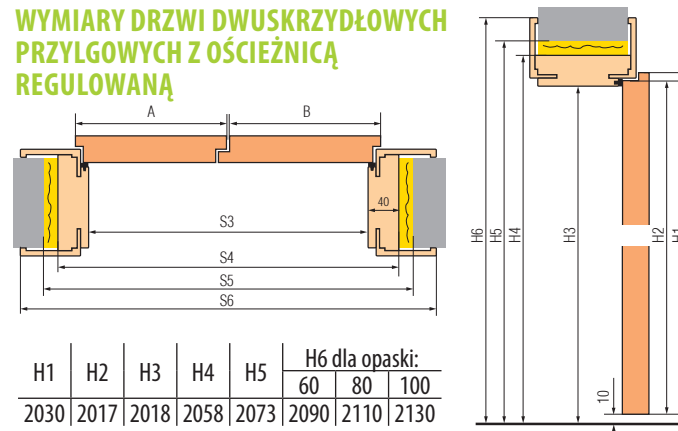 WYMIARY DRZWI DWUSKRZYDŁOWYCH
PRZYLGOWYCH Z OŚCIEŻNICĄ
REGULOWANĄ
A B
40
S3
S4
S5
S6
H6 H5 H4 H3 H2 H1
10
H1 H2 H3 H4 H5 H6 dla opaski:
60 80 100
2030 2017 2018 2058 2073 2090 2110 2130